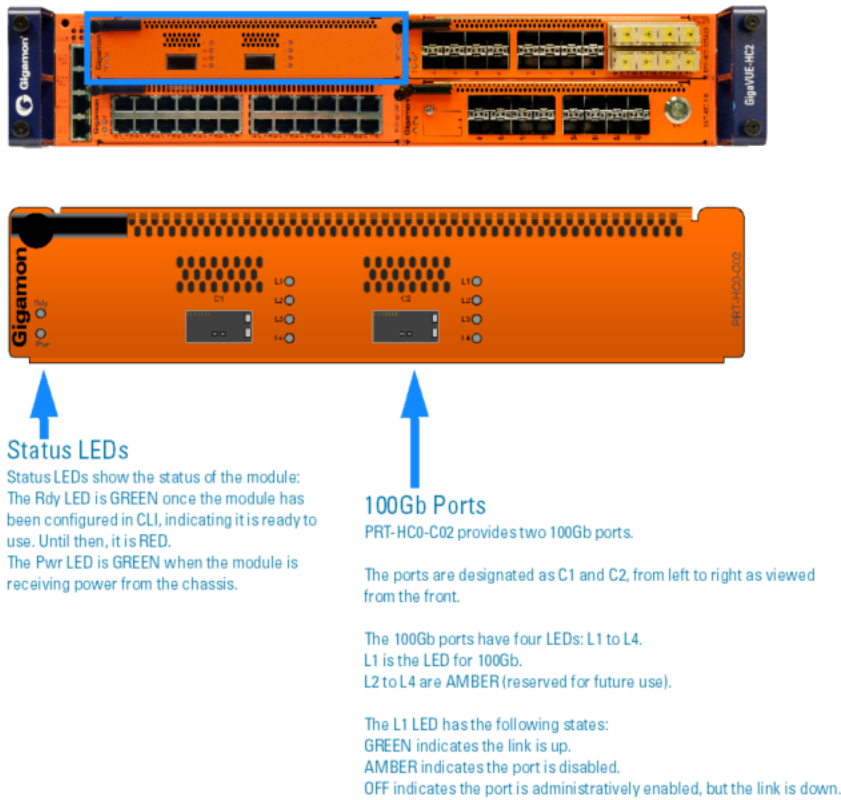 Gigamon
GigaVUE-HC2
Gigamon
Rdy
Pwr
C1
L1
L2
L3
L4
C2
L1
L2
L3
L4
PRT-HC0-C02
Status LEDs
Status LEDs show the status of the module:
The Rdy LED is GREEN once the module has
been configured in CLI, indicating it is ready to
use. Until then, it is RED.
The Pwr LED is GREEN when the module is
receiving power from the chassis.
100Gb Ports
PRT-HC0-C02 provides two 100Gb ports.
The ports are designated as C1 and C2, from left to right as viewed
from the front.
The 100Gb ports have four LEDs: L1 to L4.
L1 is the LED for 100Gb.
L2 to L4 are AMBER (reserved for future use).
The L1 LED has the following states:
GREEN indicates the link is up.
AMBER indicates the port is disabled.
OFF indicates the port is administratively enabled, but the link is down.